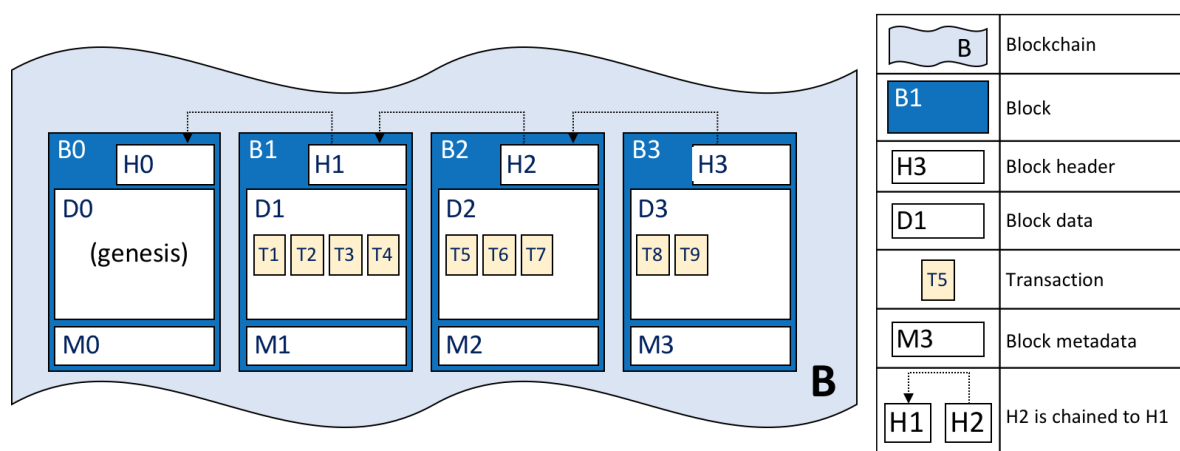 B0
H0
D0
(genesis)
M0
B1
H1
D1
T1 T2 T3 T4
M1
B2
H2
D2
T5 T6 T7
M2
B3
H3
D3
T8 T9
M3
B
B Blockchain
B1 Block
H3 Block header
D1 Block data
T5 Transaction
M3 Block metadata
H1 H2 H2 is chained to H1